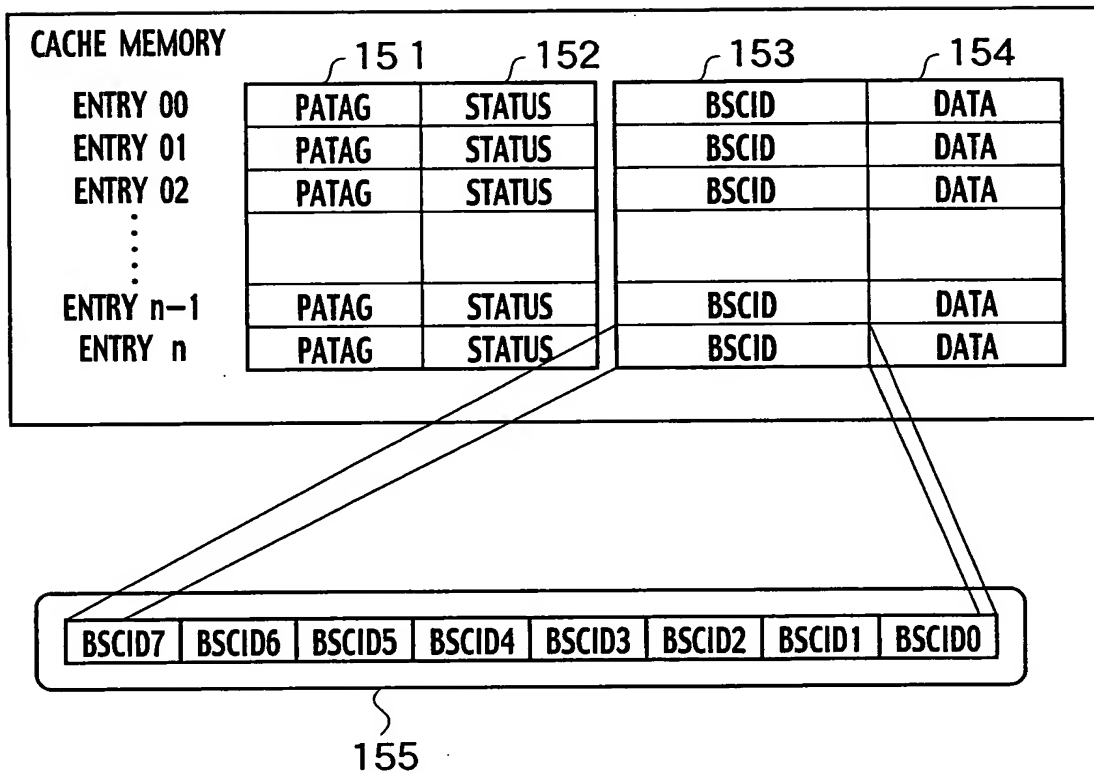 CACHE MEMORY
151 152 153 154
ENTRY 00 PATAG STATUS BSCID DATA
ENTRY 01 PATAG STATUS BSCID DATA
ENTRY 02 PATAG STATUS BSCID DATA
ENTRY n-1 PATAG STATUS BSCID DATA
ENTRY n PATAG STATUS BSCID DATA
BSCID7 BSCID6 BSCID5 BSCID4 BSCID3 BSCID2 BSCID1 BSCID0
155